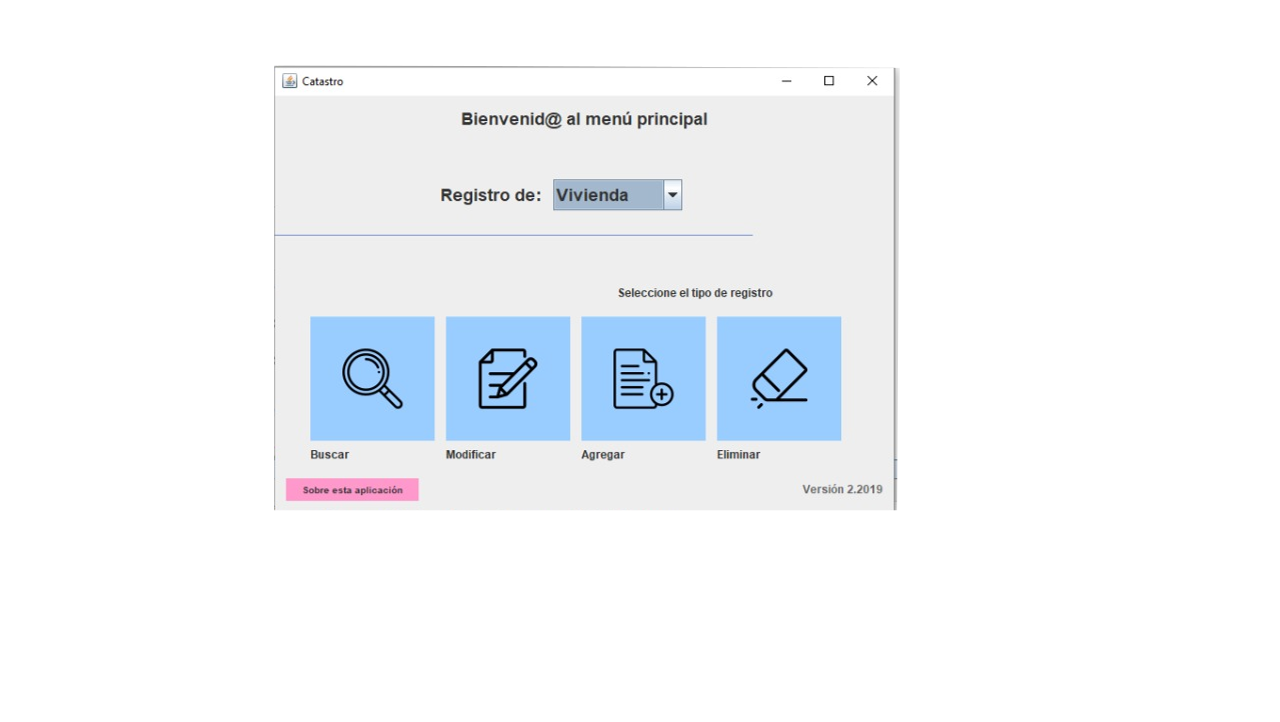 Catastro
Bienvenid@ al menú principal
Registro de: Vivienda
Seleccione el tipo de registro
Buscar Modificar Agregar Eliminar
Sobre esta aplicación Versión 2.2019